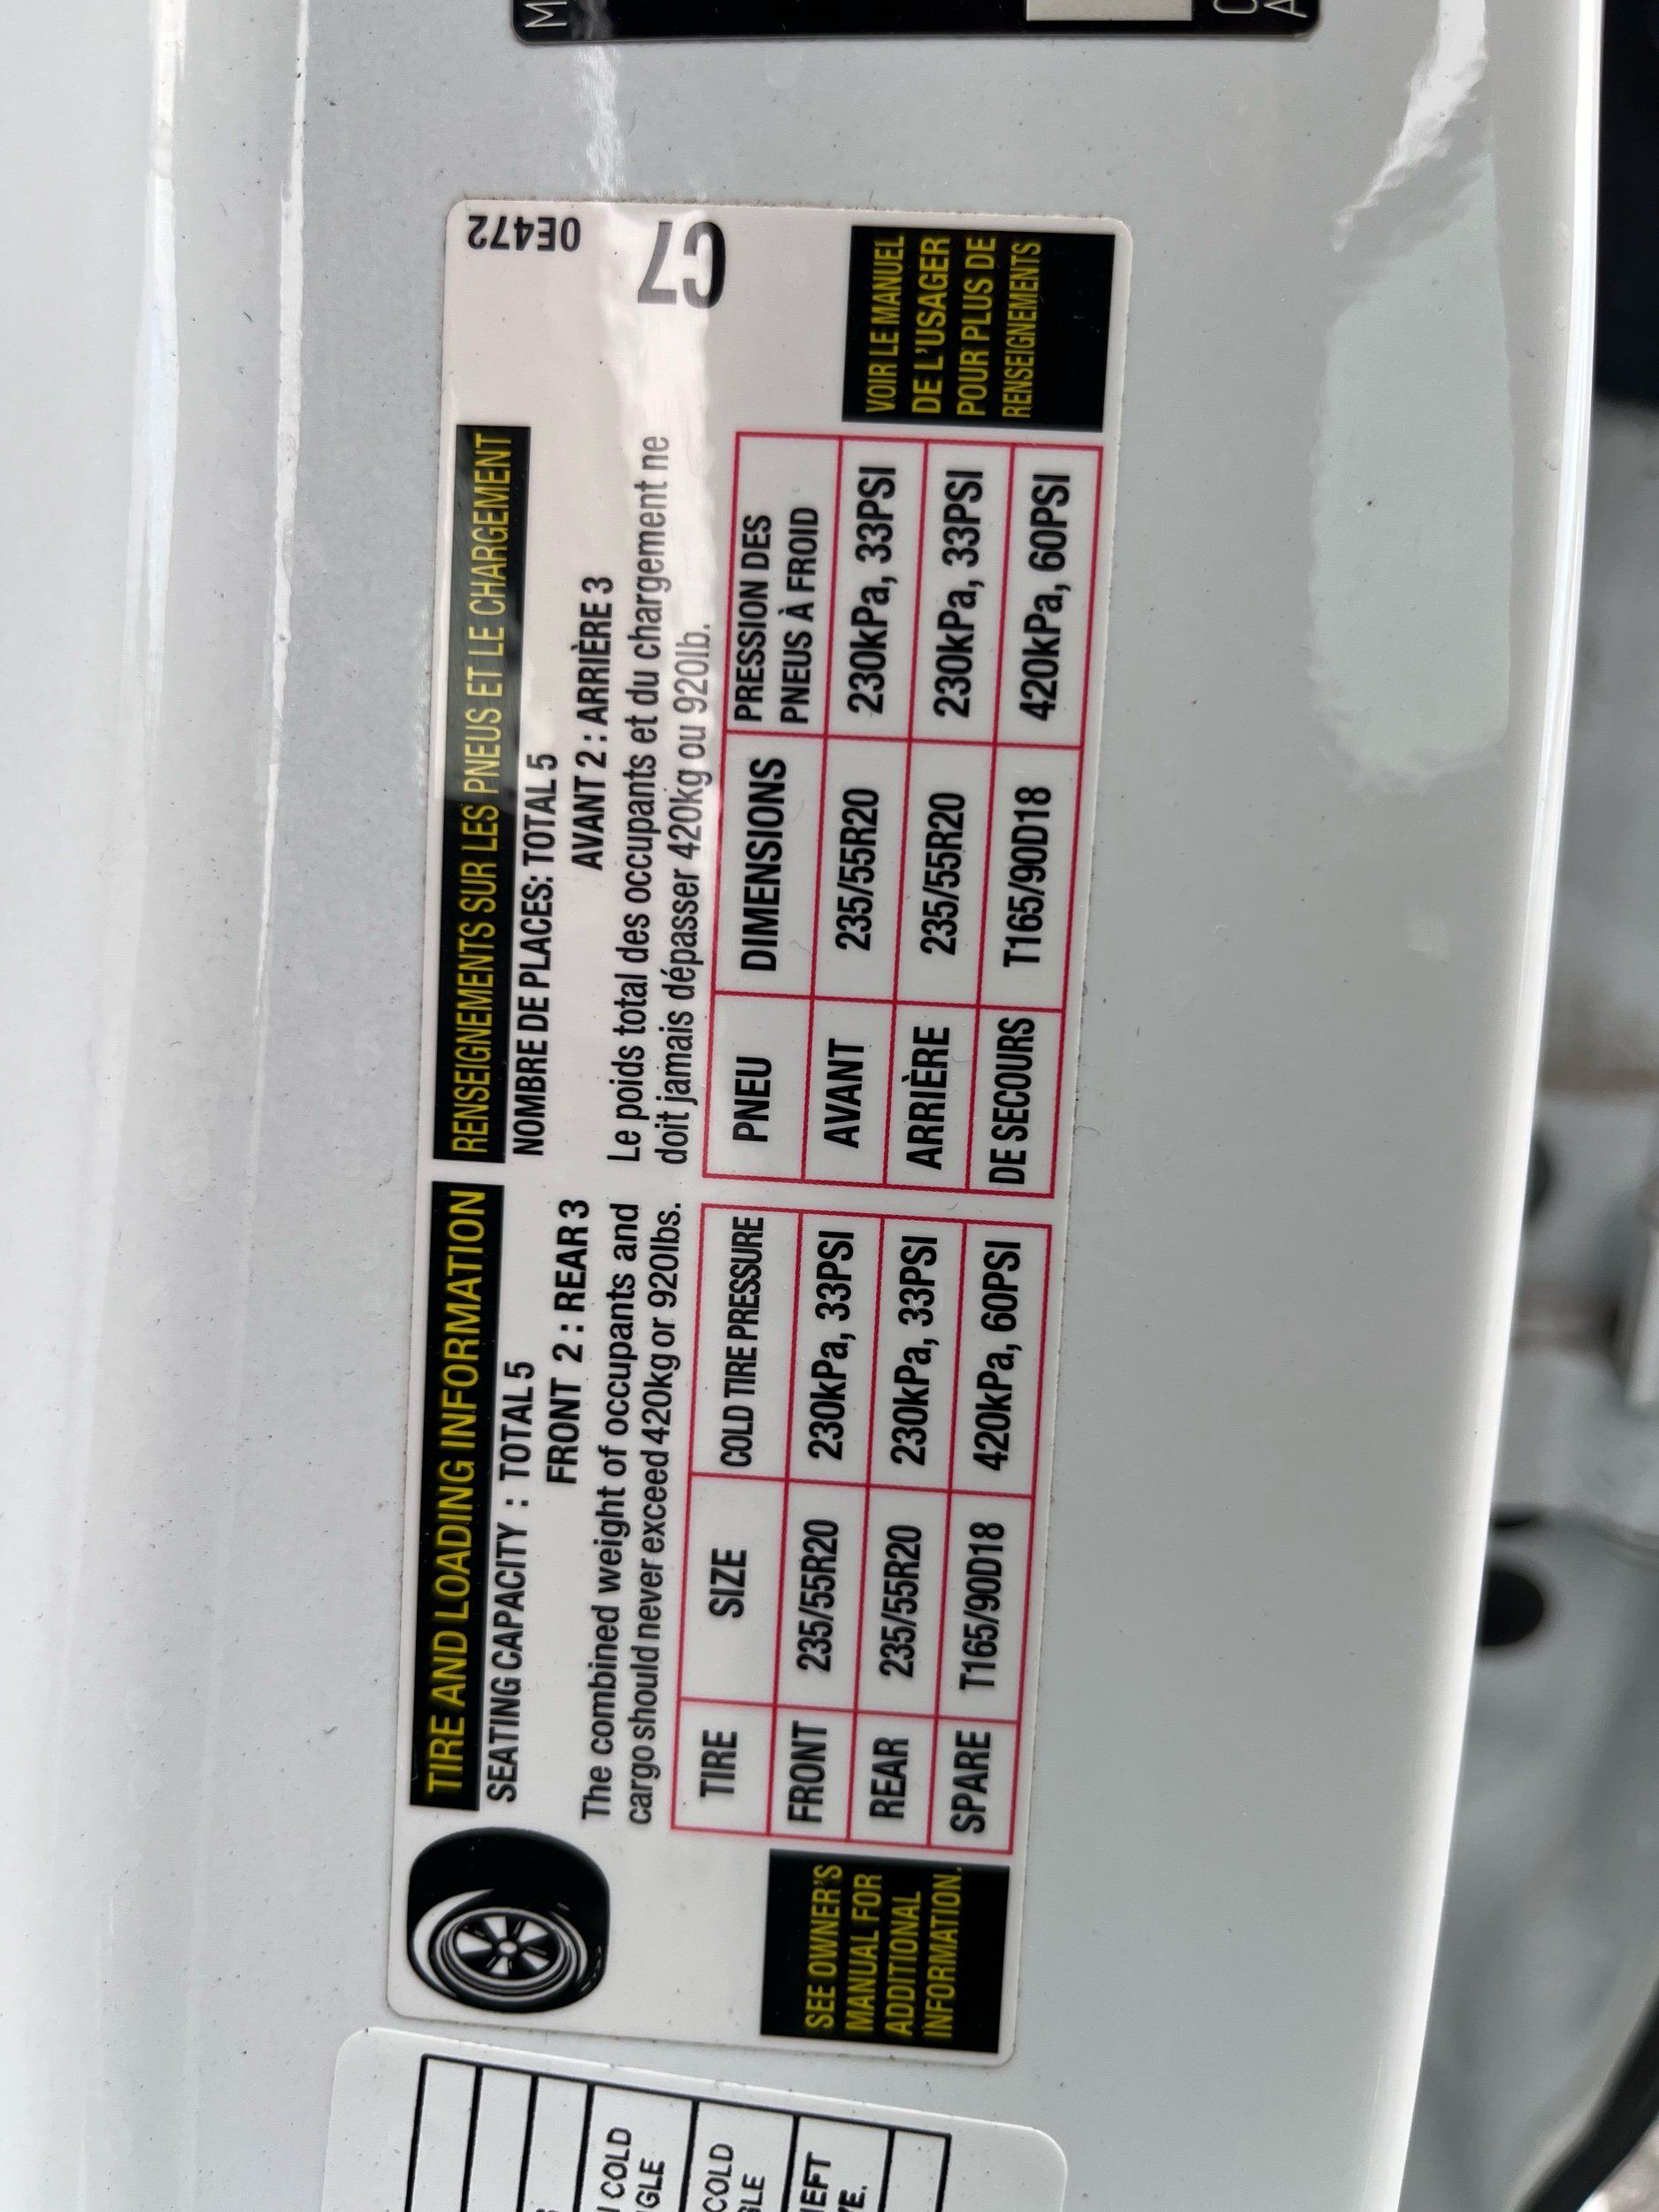 TIRE AND LOADING INFORMATION
SEATING CAPACITY : TOTAL 5
FRONT 2 : REAR 3
The combined weight of occupants and
cargo should never exceed 420kg or 920lbs.
TIRE SIZE COLD TIRE PRESSURE
FRONT 235/55R20 230kPa, 33PSI
REAR 235/55R20 230kPa, 33PSI
SPARE T165/90D18 420kPa, 60PSI
SEE OWNER'S
MANUAL FOR
ADDITIONAL
INFORMATION.
RENSEIGNEMENTS SUR LES PNEUS ET LE CHARGEMENT
NOMBRE DE PLACES: TOTAL 5
AVANT 2 : ARRIÈRE 3
Le poids total des occupants et du chargement ne
doit jamais dépasser 420kg ou 920lb.
PNEU DIMENSIONS PRESSION DES
PNEUS À FROID
AVANT 235/55R20 230kPa, 33PSI
ARRIÈRE 235/55R20 230kPa, 33PSI
DE SECOURS T165/90D18 420kPa, 60PSI
VOIR LE MANUEL
DE L'USAGER
POUR PLUS DE
RENSEIGNEMENTS
0E472
C7
COLD
COLD